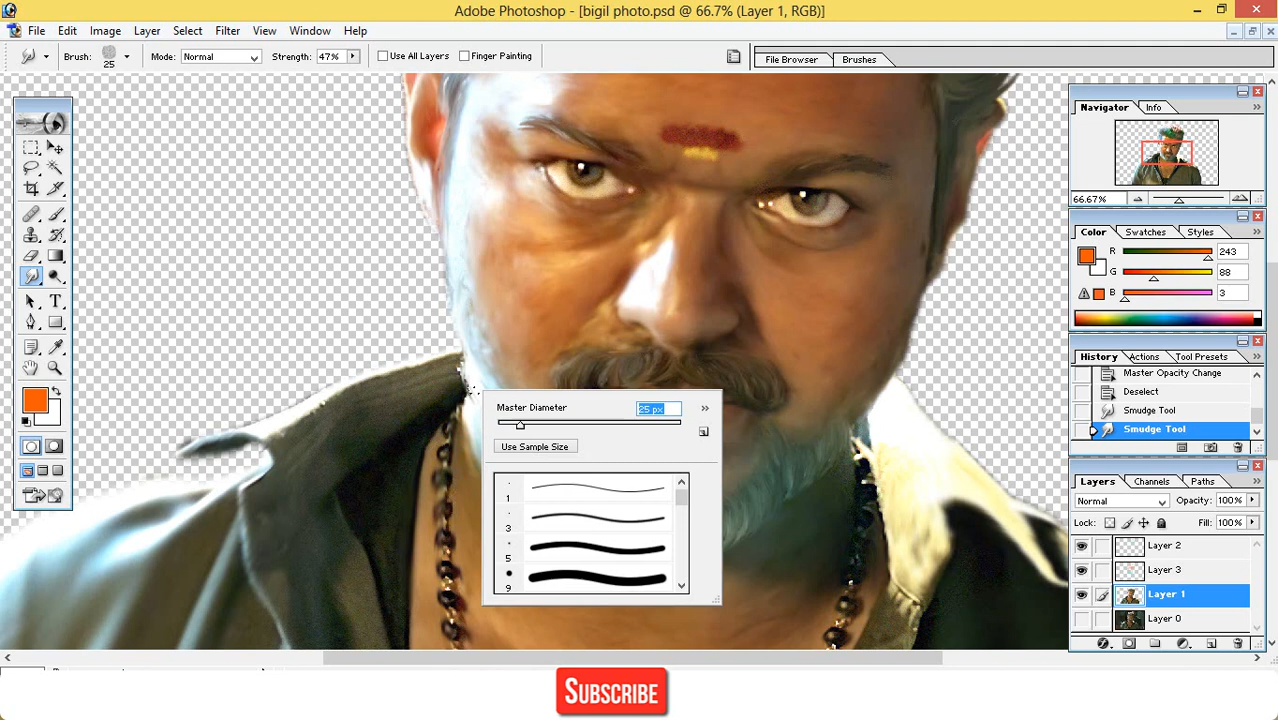 Adobe Photoshop - [bigil photo.psd @ 66.7% (Layer 1, RGB)]
File Edit Image Layer Select Filter View Window Help
Brush: 25 Mode: Normal Strength: 47% Use All Layers Finger Painting File Browser Brushes
Navigator Info
66.67%
Color Swatches Styles
R 243
G 88
B 3
History Actions Tool Presets
Master Opacity Change
Deselect
Smudge Tool
Smudge Tool
Layers Channels Paths
Normal Opacity: 100%
Lock: Fill: 100%
Layer 2
Layer 3
Layer 1
Layer 0
Master Diameter 25 px
Use Sample Size
1
3
5
9
SUBSCRIBE